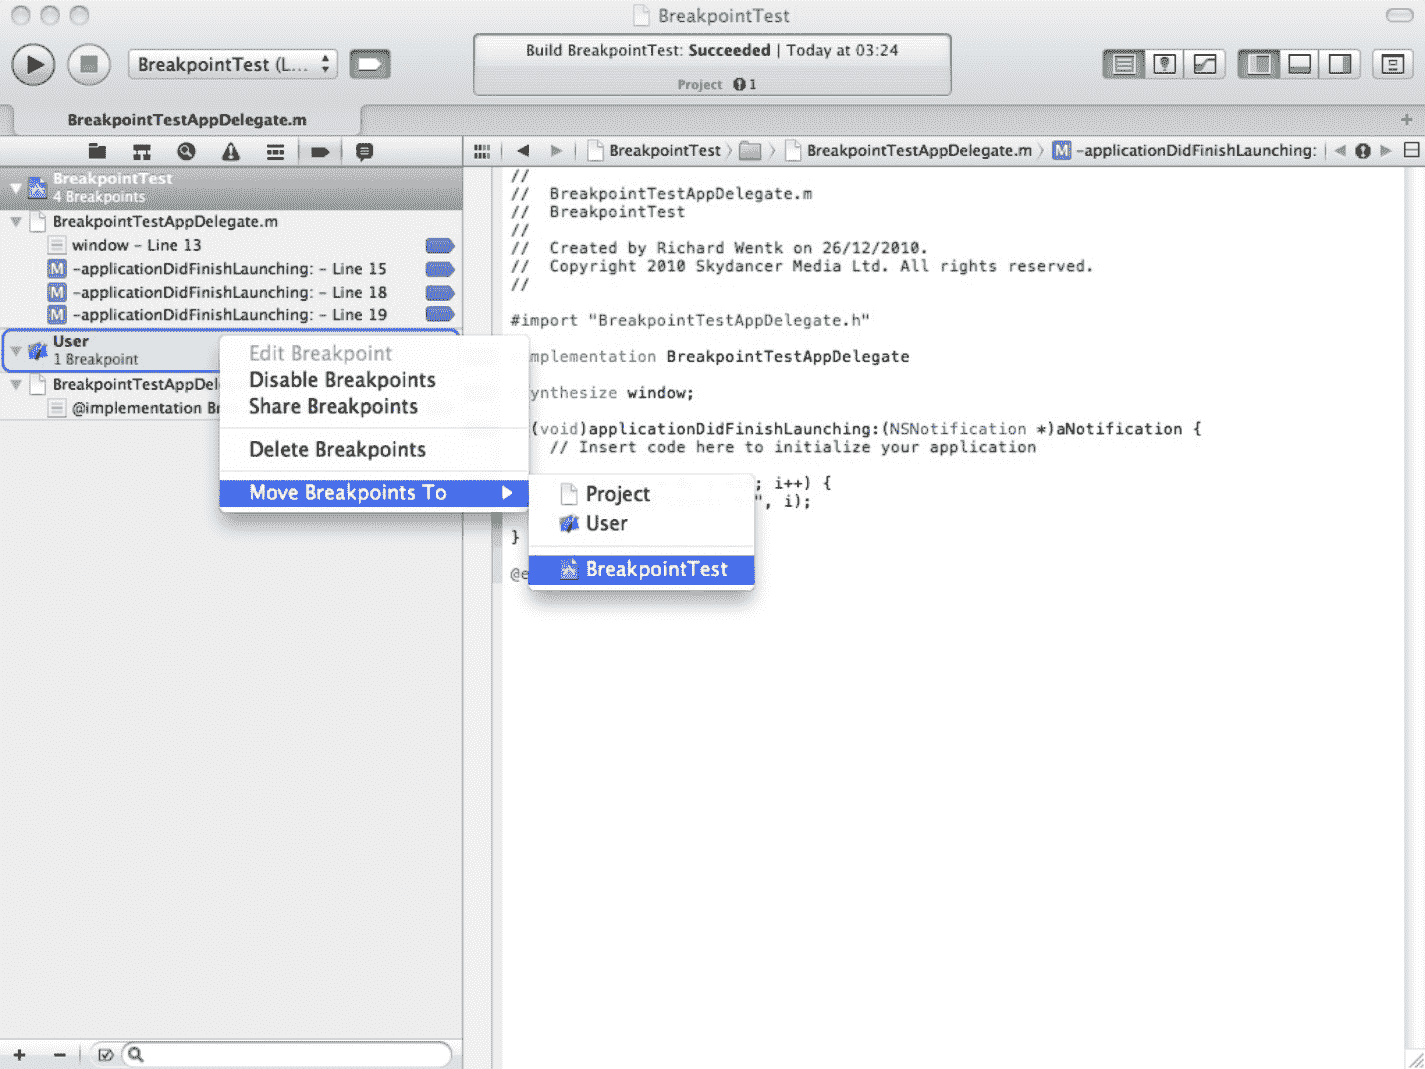 BreakpointTest
BreakpointTest (L...
Build BreakpointTest: Succeeded | Today at 03:24
Project 1
BreakpointTestAppDelegate.m
BreakpointTest
BreakpointTestAppDelegate.m
M -applicationDidFinishLaunching:
BreakpointTest
4 Breakpoints
BreakpointTestAppDelegate.m
window - Line 13
M -applicationDidFinishLaunching: - Line 15
M -applicationDidFinishLaunching: - Line 18
M -applicationDidFinishLaunching: - Line 19
User
1 Breakpoint
BreakpointTestAppDel
@implementation Br
Edit Breakpoint
Disable Breakpoints
Share Breakpoints
Delete Breakpoints
Move Breakpoints To
Project
User
BreakpointTest
//
// BreakpointTestAppDelegate.m
// BreakpointTest
//
// Created by Richard Wentk on 26/12/2010.
// Copyright 2010 Skydancer Media Ltd. All rights reserved.
//
#import "BreakpointTestAppDelegate.h"
mplementation BreakpointTestAppDelegate
ynthesize window;
(void)applicationDidFinishLaunching:(NSNotification *)aNotification {
// Insert code here to initialize your application
; i++) {
", i);
}
@e